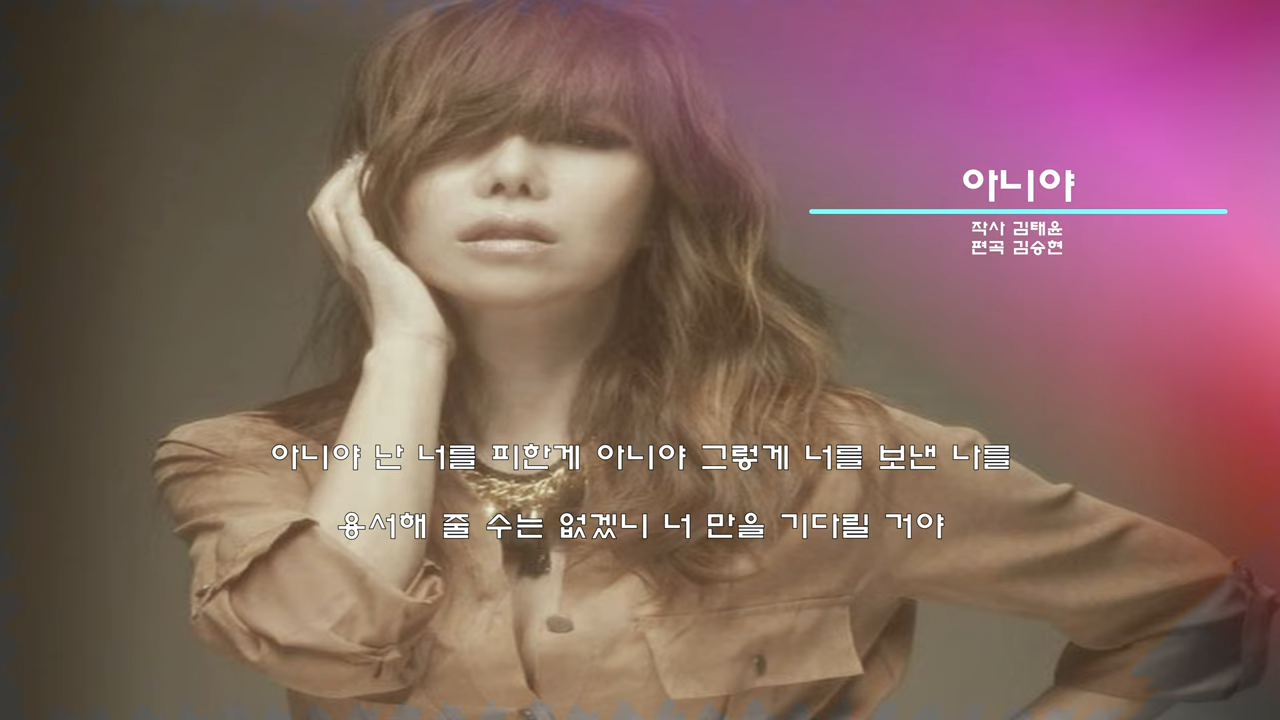 아니야
작사 김태윤
편곡 김승현
아니야 난 너를 피한게 아니야 그렇게 너를 보낸 나를
용서해 줄 수는 없겠니 너 만을 기다릴 거야